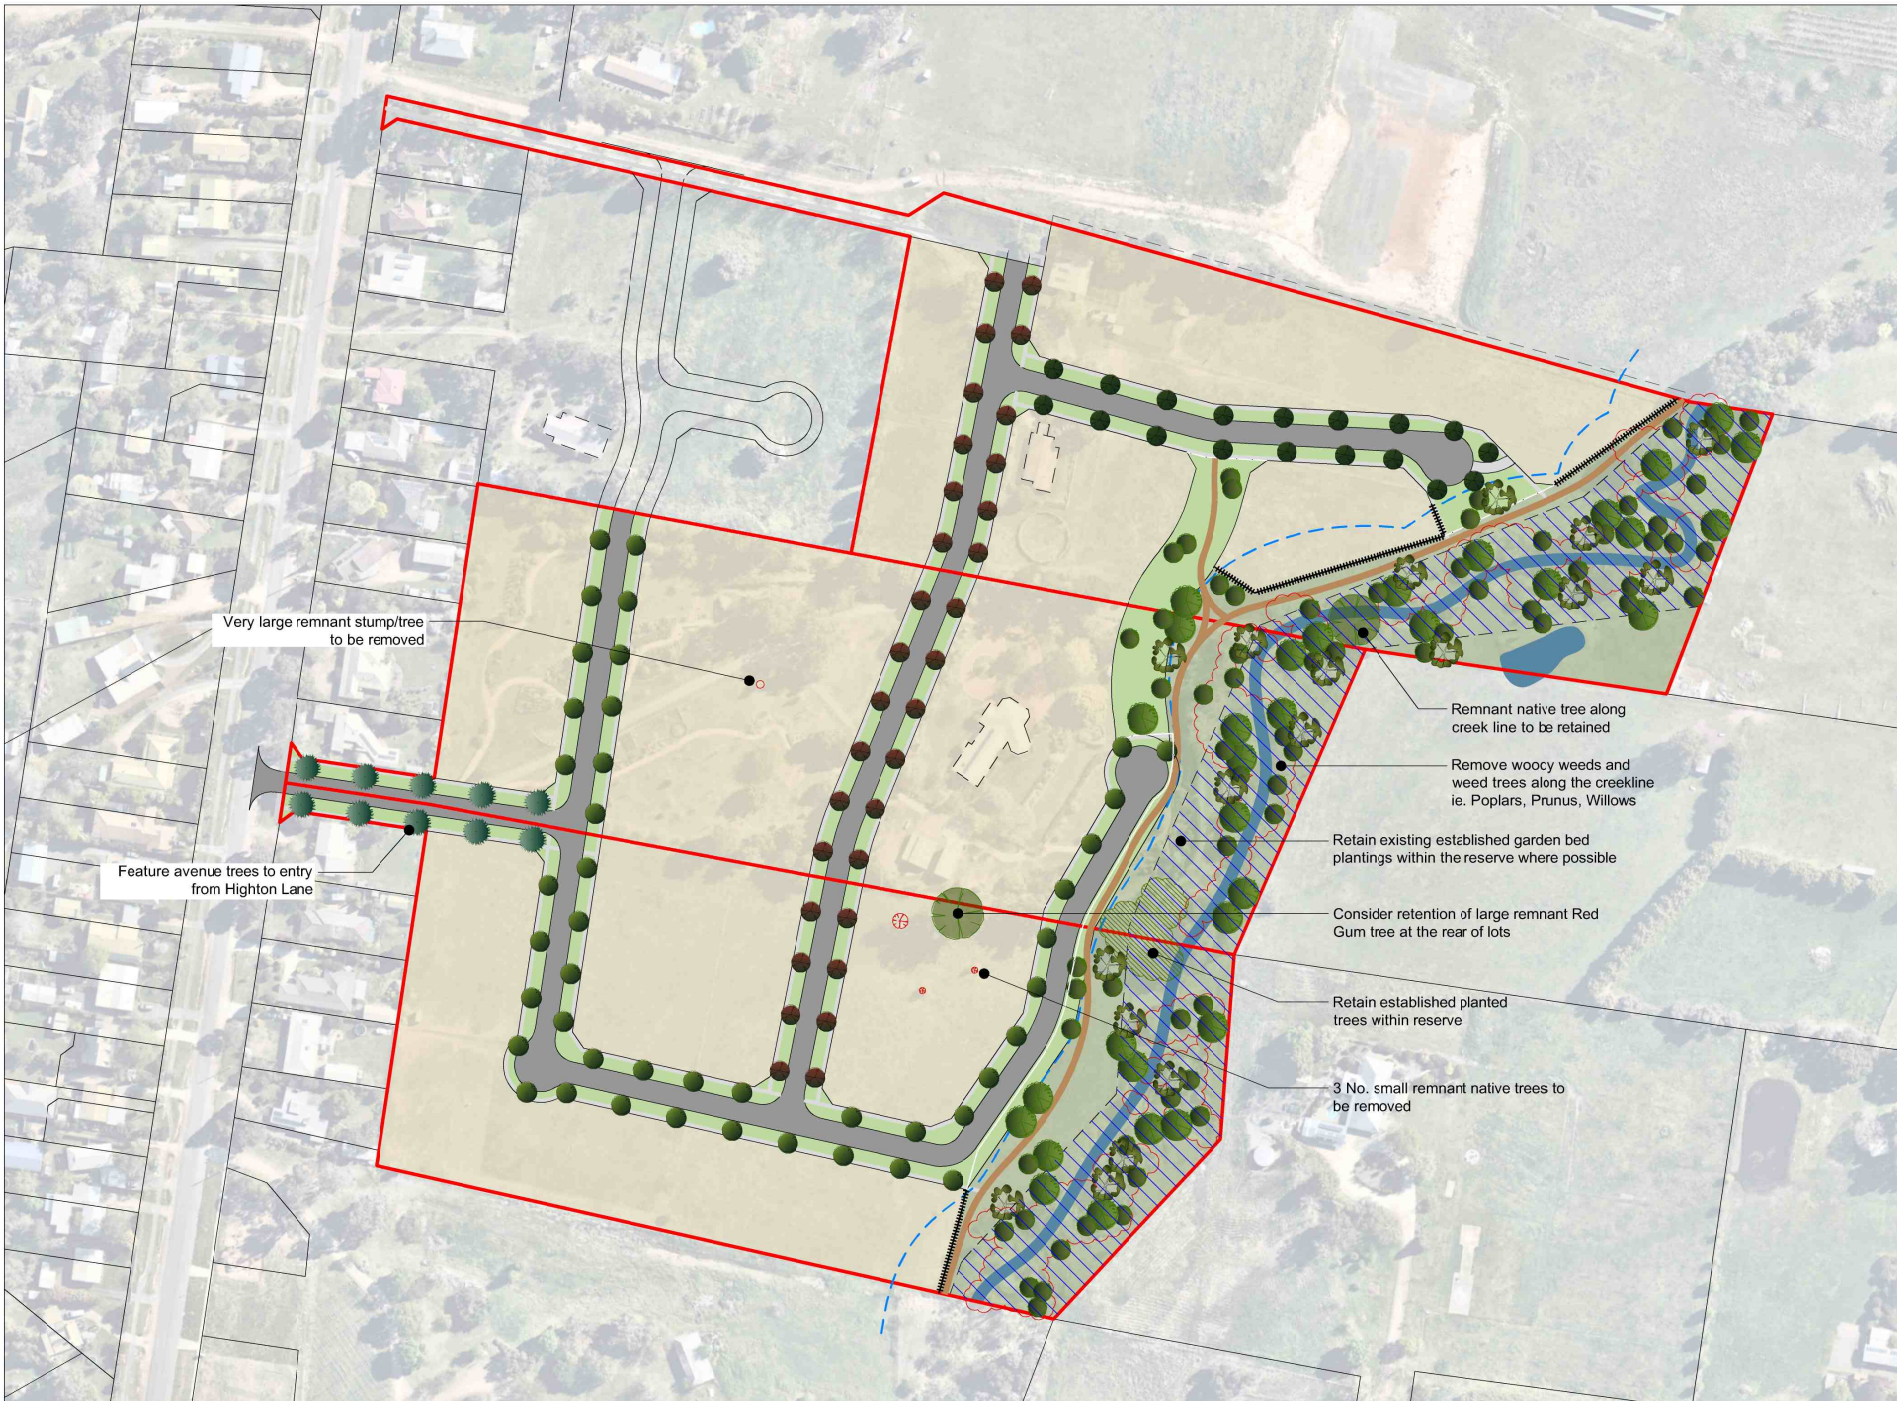 Very large remnant stump/tree
to be removed
Feature avenue trees to entry
from Highton Lane
Remnant native tree along
creek line to be retained
Remove woocy weeds and
weed trees along the creekline
ie. Poplars, Prunus, Willows
Retain existing established garden bed
plantings within the reserve where possible
Consider retention of large remnant Red
Gum tree at the rear of lots
Retain established planted
trees within reserve
3 No. small remnant native trees to
be removed